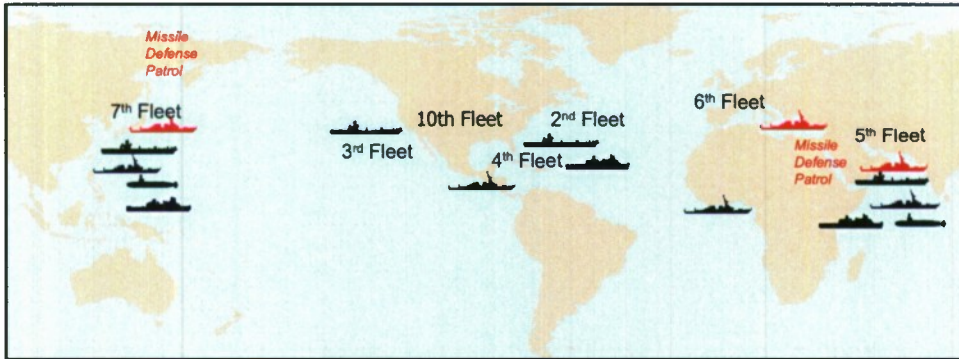 Missile
Defense
Patrol
7th Fleet
3rd Fleet
10th Fleet
2nd Fleet
4th Fleet
6th Fleet
Missile
Defense
Patrol
5th Fleet